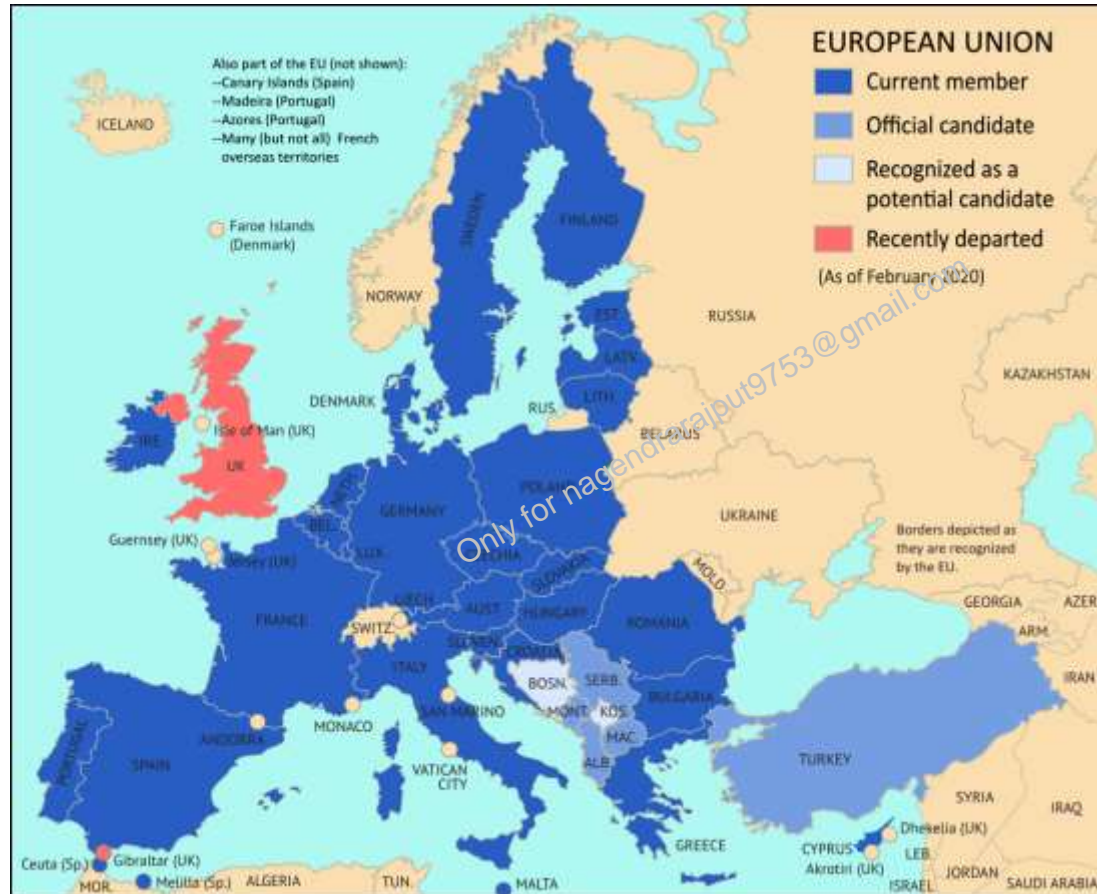 EUROPEAN UNION
Current member
Official candidate
Recognized as a
potential candidate
Recently departed
(As of February 2020)
Also part of the EU (not shown):
--Canary Islands (Spain)
--Madeira (Portugal)
--Azores (Portugal)
--Many (but not all) French
overseas territories
ICELAND
Faroe Islands
(Denmark)
SWEDEN
FINLAND
NORWAY
RUSSIA
EST.
LATV.
LITH.
KAZAKHSTAN
DENMARK
RUS.
BELARUS
IRE.
Isle of Man (UK)
UK
NETH.
POLAND
GERMANY
BEL.
UKRAINE
Guernsey (UK)
Jersey (UK)
LUX.
CZECHIA
SLOVAKIA
MOLD.
Borders depicted as
they are recognized
by the EU.
LIECH.
AUST.
HUNGARY
FRANCE
SWITZ.
ROMANIA
GEORGIA
AZER
ARM.
SLOVEN.
CROATIA
ITALY
BOSN.
SERB.
IRAN
SAN MARINO
MONT.
KOS.
BULGARIA
MONACO
ANDORRA
MAC.
ALB.
PORTUGAL
SPAIN
VATICAN
CITY
TURKEY
SYRIA
IRAQ
Dhekelia (UK)
CYPRUS
GREECE
LEB.
Akrotiri (UK)
Ceuta (Sp.)
Gibraltar (UK)
JORDAN
MOR.
Melilla (Sp.)
ALGERIA
TUN.
MALTA
ISRAEL
SAUDI ARABIA
Only for nagendrarajput9753@gmail.com